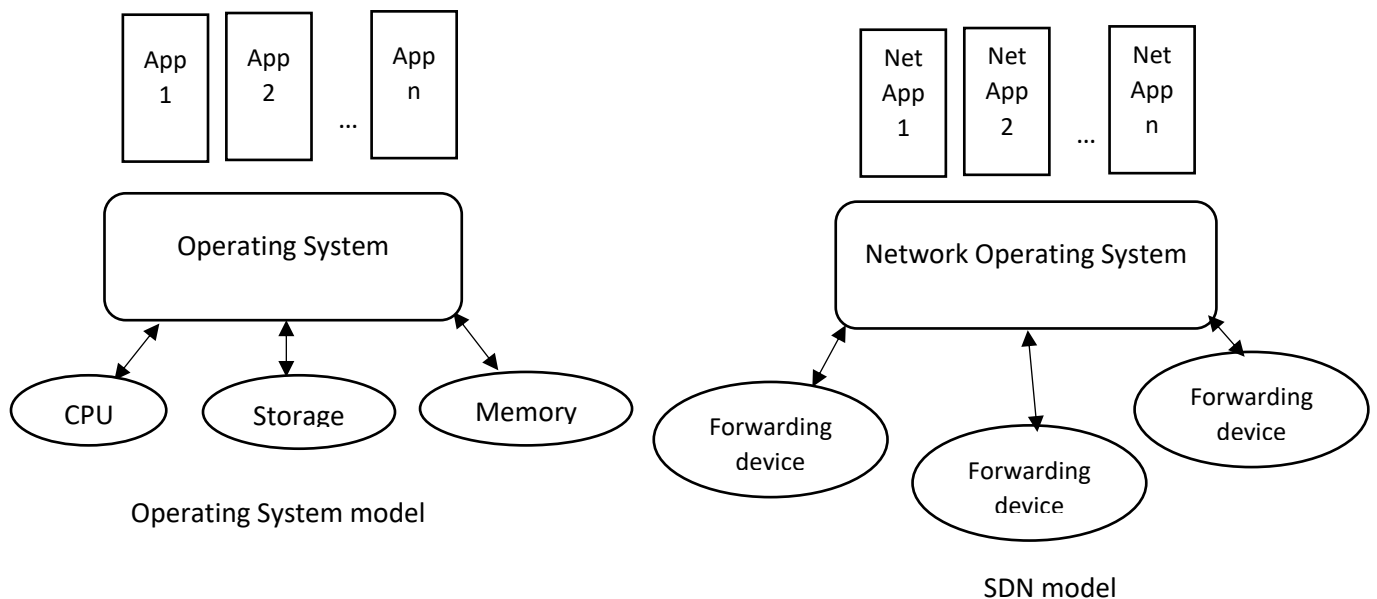 App
1
App
2
...
App
n
Operating System
CPU
Storage
Memory
Operating System model
Net
App
1
Net
App
2
...
Net
App
n
Network Operating System
Forwarding
device
Forwarding
device
Forwarding
device
SDN model